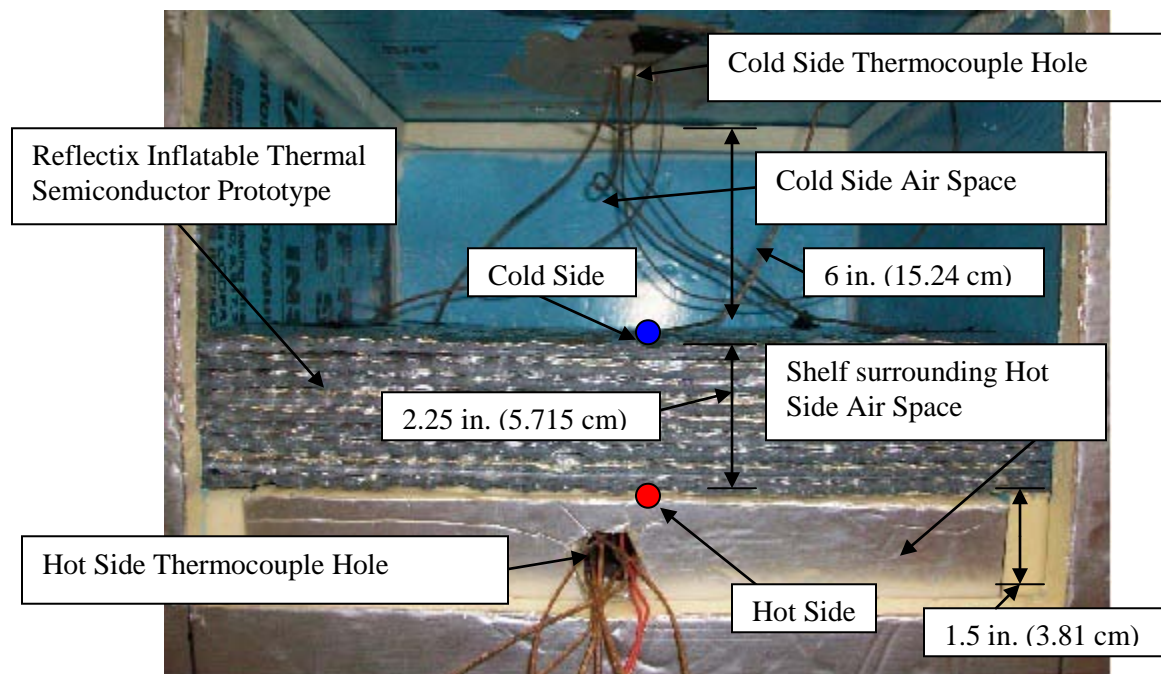 Cold Side Thermocouple Hole
Reflectix Inflatable Thermal
Semiconductor Prototype
Cold Side Air Space
Cold Side
6 in. (15.24 cm)
Shelf surrounding Hot
Side Air Space
2.25 in. (5.715 cm)
Hot Side Thermocouple Hole
Hot Side
1.5 in. (3.81 cm)